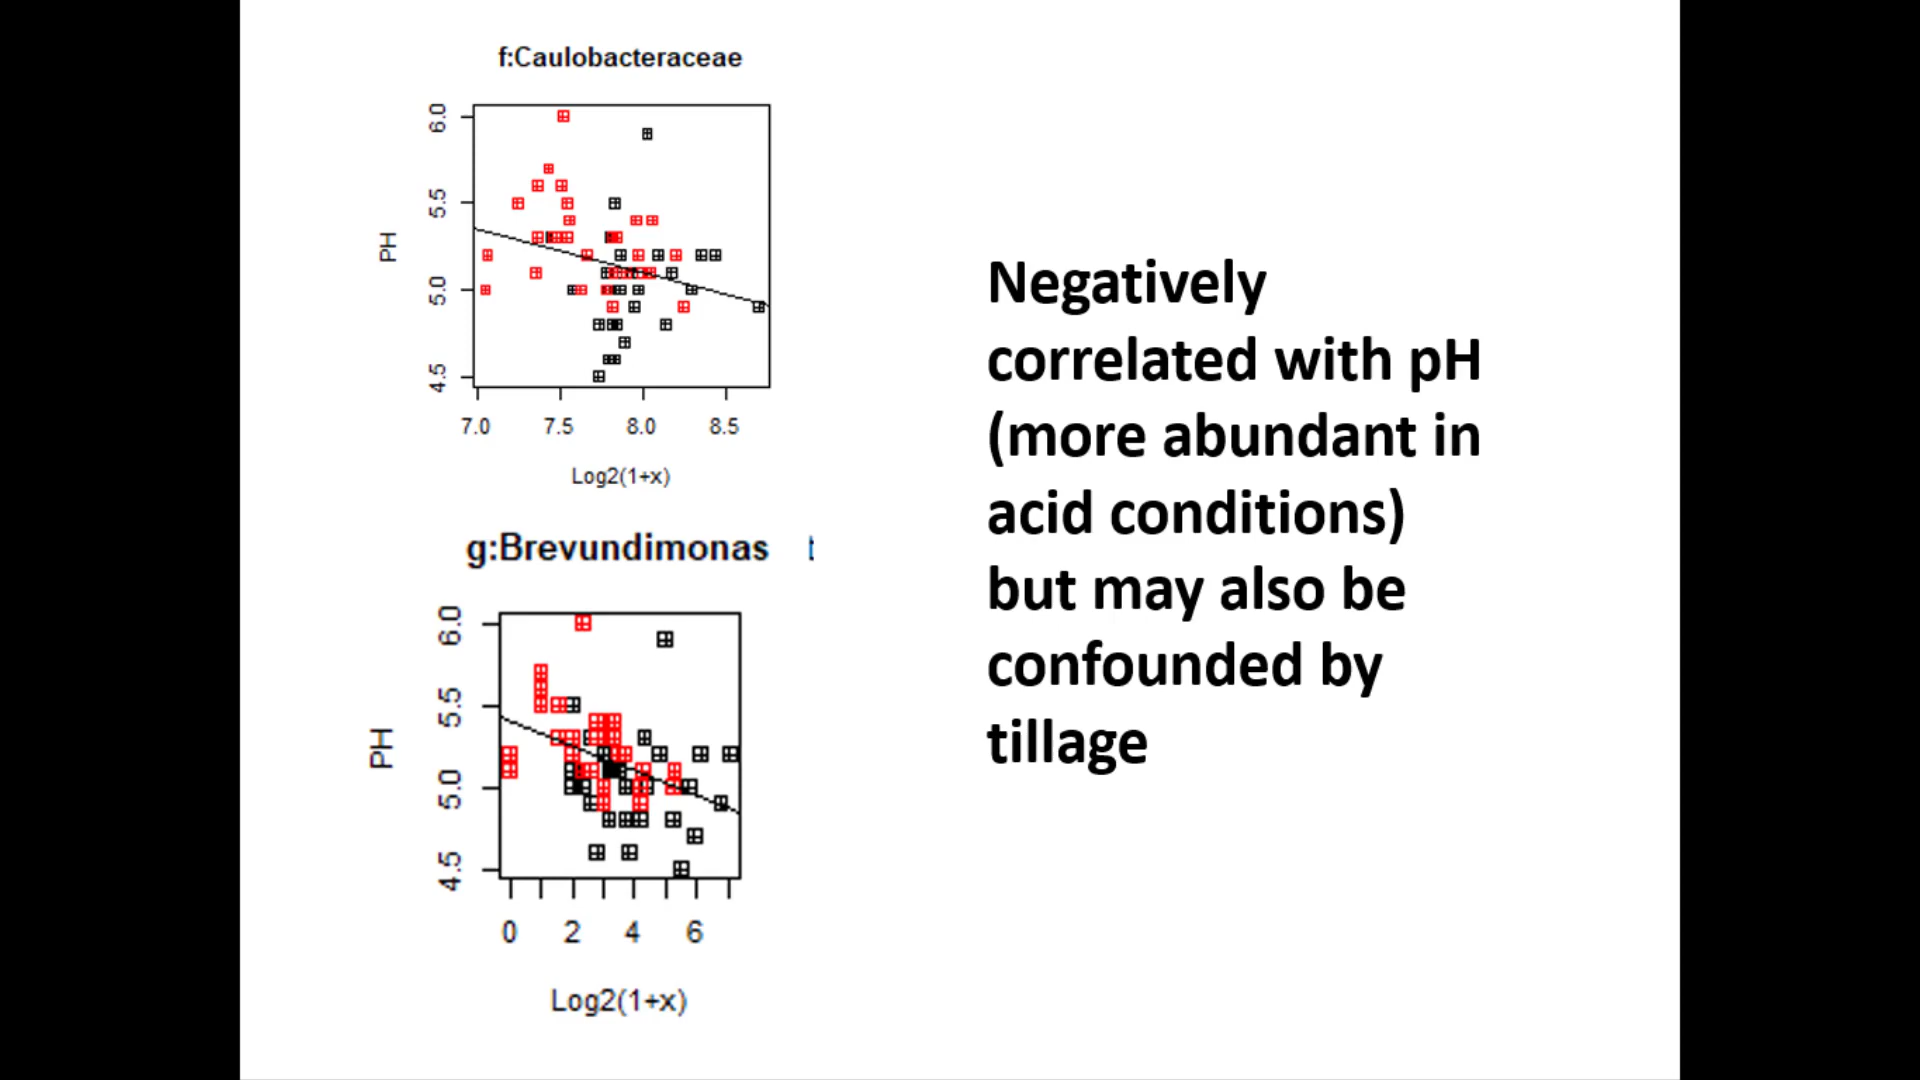 f:Caulobacteraceae
6.0
5.5
5.0
4.5
PH
7.0 7.5 8.0 8.5
Log2(1+x)
g:Brevundimonas t
6.0
5.5
5.0
4.5
PH
0 2 4 6
Log2(1+x)
Negatively
correlated with pH
(more abundant in
acid conditions)
but may also be
confounded by
tillage